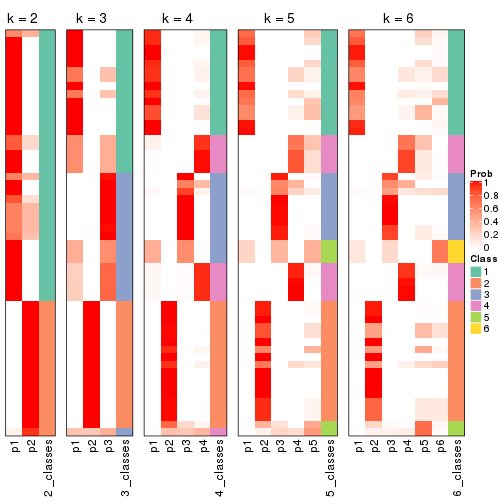 k = 2
k = 3
k = 4
k = 5
k = 6
p1
p2
2_classes
p1
p2
p3
3_classes
p1
p2
p3
p4
4_classes
p1
p2
p3
p4
p5
5_classes
p1
p2
p3
p4
p5
p6
6_classes
Prob
1
0.8
0.6
0.4
0.2
0
Class
1
2
3
4
5
6